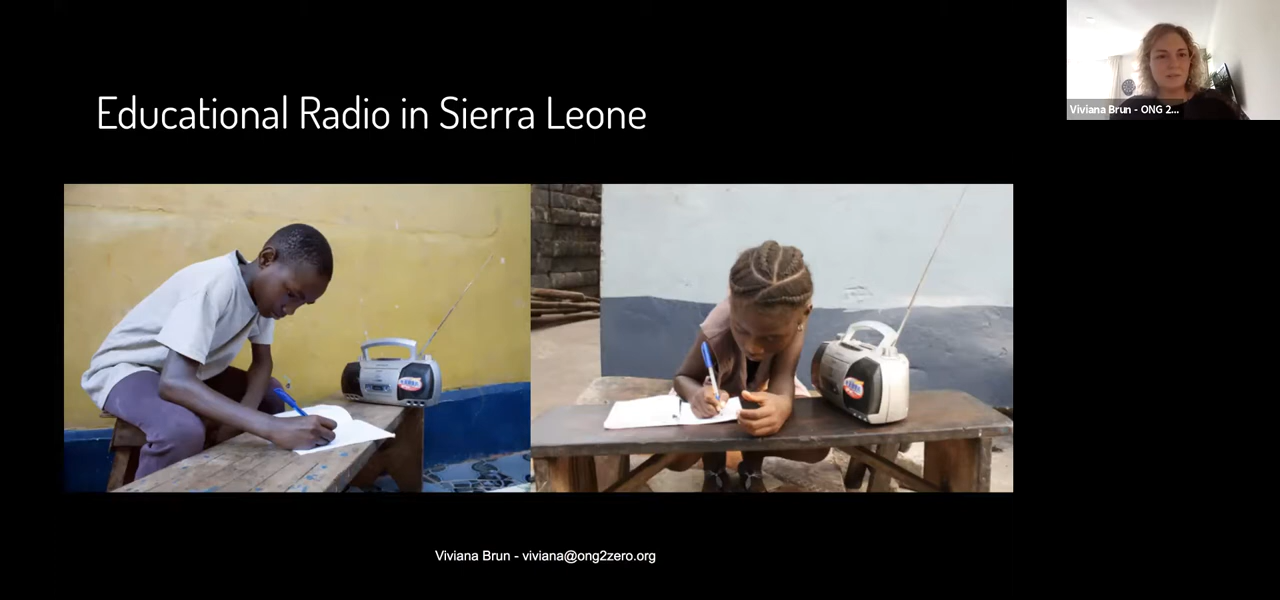 Educational Radio in Sierra Leone
Viviana Brun - ONG 2...
Viviana Brun - viviana@ong2zero.org